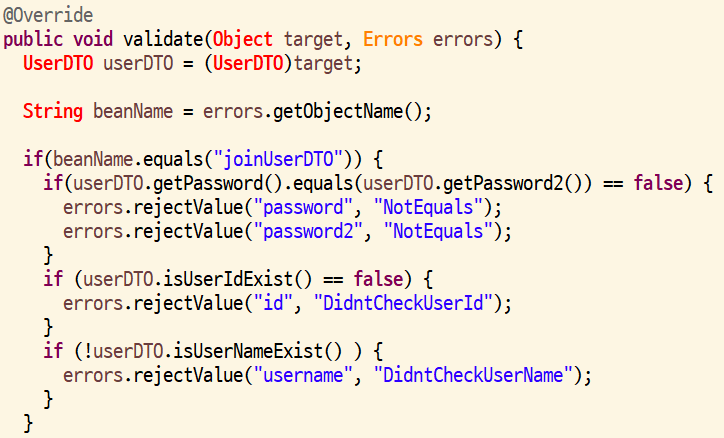 @Override
public void validate(Object target, Errors errors) {
  UserDTO userDTO = (UserDTO)target;

  String beanName = errors.getObjectName();

  if(beanName.equals("joinUserDTO")) {
    if(userDTO.getPassword().equals(userDTO.getPassword2()) == false) {
      errors.rejectValue("password", "NotEquals");
      errors.rejectValue("password2", "NotEquals");
    }
    if (userDTO.isUserIdExist() == false) {
      errors.rejectValue("id", "DidntCheckUserId");
    }
    if (!userDTO.isUserNameExist() ) {
      errors.rejectValue("username", "DidntCheckUserName");
    }
  }